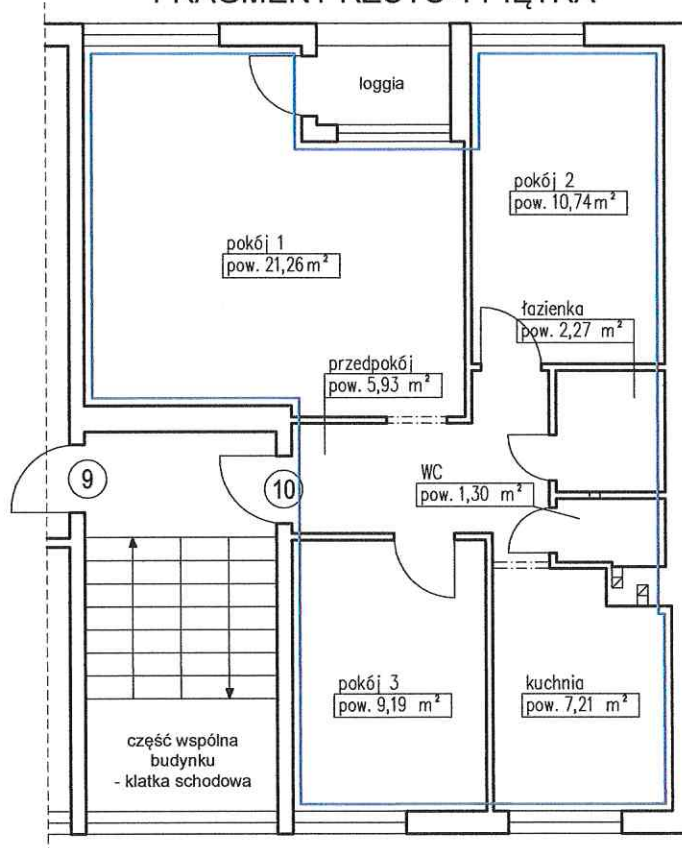 loggia
pokój 2
pow. 10,74 m²
pokój 1
pow. 21,26 m²
łazienka
pow. 2,27 m²
przedpokój
pow. 5,93 m²
9
10
WC
pow. 1,30 m²
pokój 3
pow. 9,19 m²
kuchnia
pow. 7,21 m²
część wspólna
budynku
- klatka schodowa